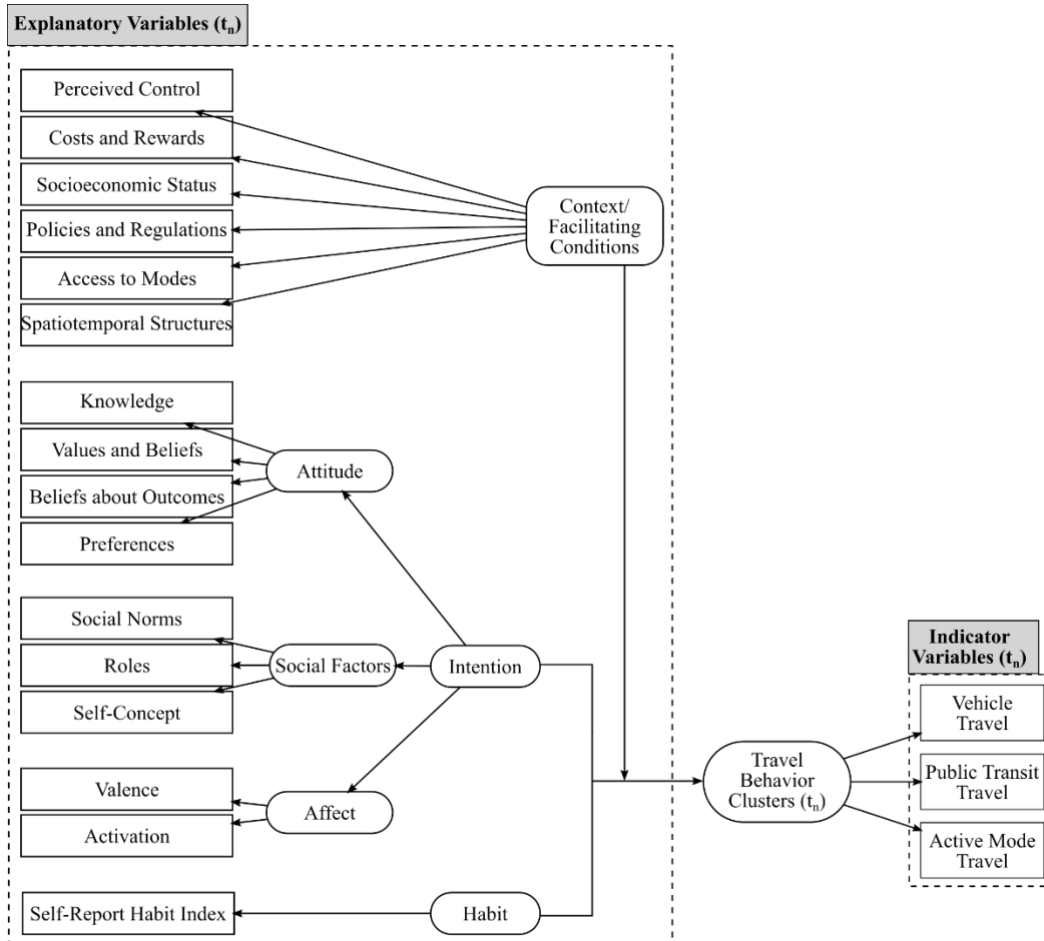 Explanatory Variables (tn)
Perceived Control
Costs and Rewards
Socioeconomic Status
Policies and Regulations
Access to Modes
Spatiotemporal Structures
Context/
Facilitating
Conditions
Knowledge
Values and Beliefs
Beliefs about Outcomes
Preferences
Attitude
Social Norms
Roles
Self-Concept
Social Factors
Intention
Valence
Activation
Affect
Self-Report Habit Index
Habit
Travel
Behavior
Clusters (tn)
Indicator
Variables (tn)
Vehicle
Travel
Public Transit
Travel
Active Mode
Travel